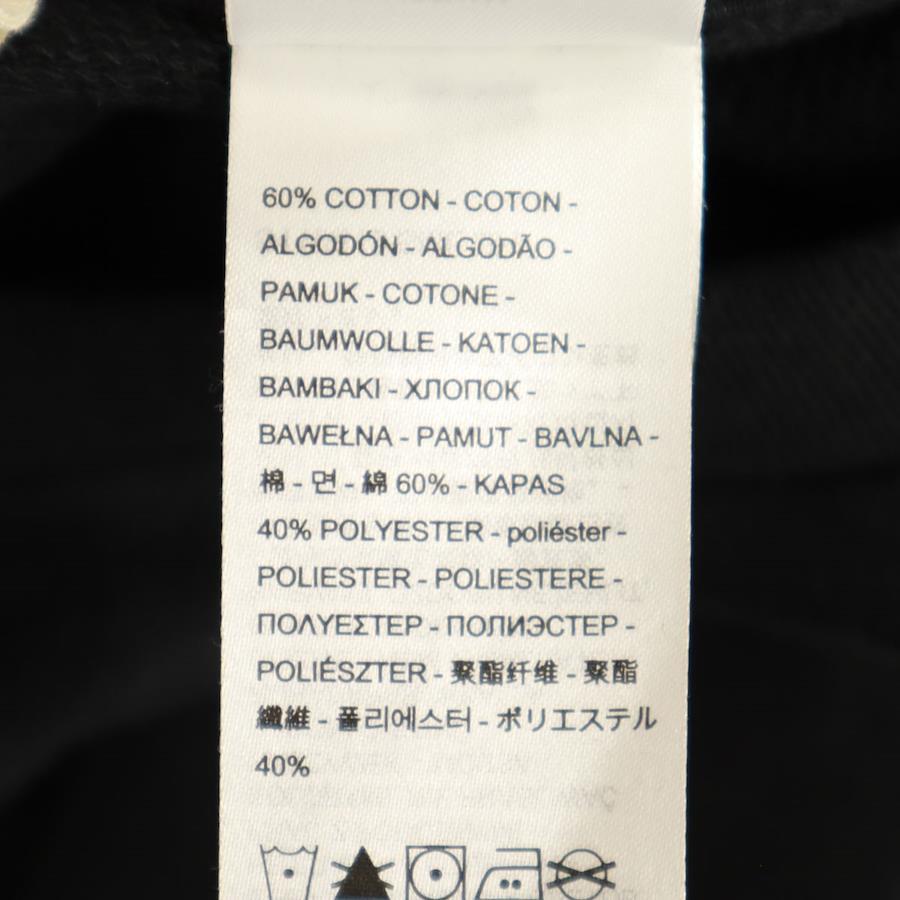 60% COTTON - COTON -
ALGODÓN - ALGODÃO -
PAMUK - COTONE -
BAUMWOLLE - KATOEN -
BAMBAKI - ХЛОПОК -
BAWEŁNA - PAMUT - BAVLNA -
棉 - 면 - 綿 60% - KAPAS
40% POLYESTER - poliéster -
POLIESTER - POLIESTERE -
ΠΟΛΥΕΣΤΕΡ - ПОЛИЭСТЕР -
POLIÉSZTER - 聚酯纤维 - 聚酯
纖維 - 폴리에스터 - ポリエステル
40%